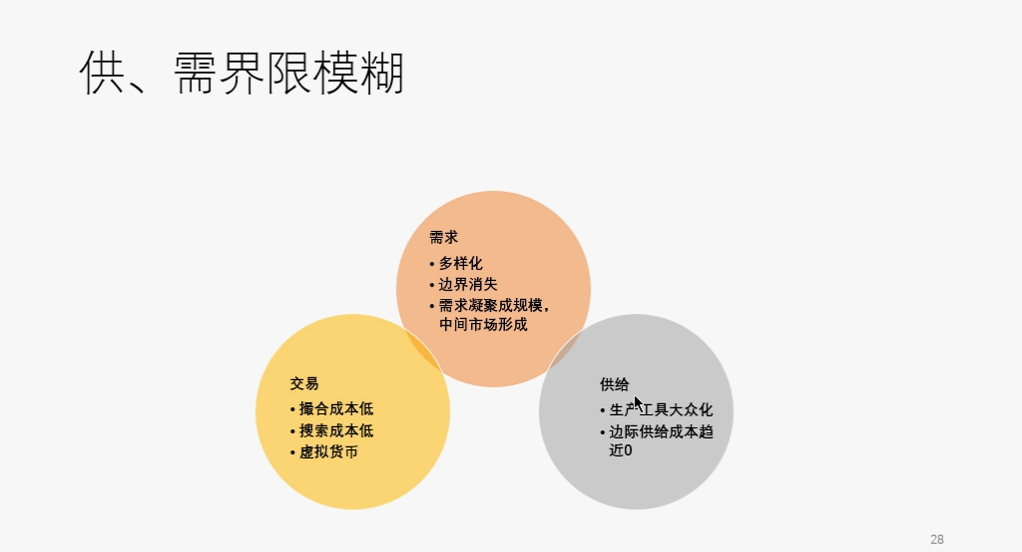 供、需界限模糊
需求
• 多样化
• 边界消失
• 需求凝聚成规模，
中间市场形成
交易
• 撮合成本低
• 搜索成本低
• 虚拟货币
供给
• 生产工具大众化
• 边际供给成本趋
近0
28